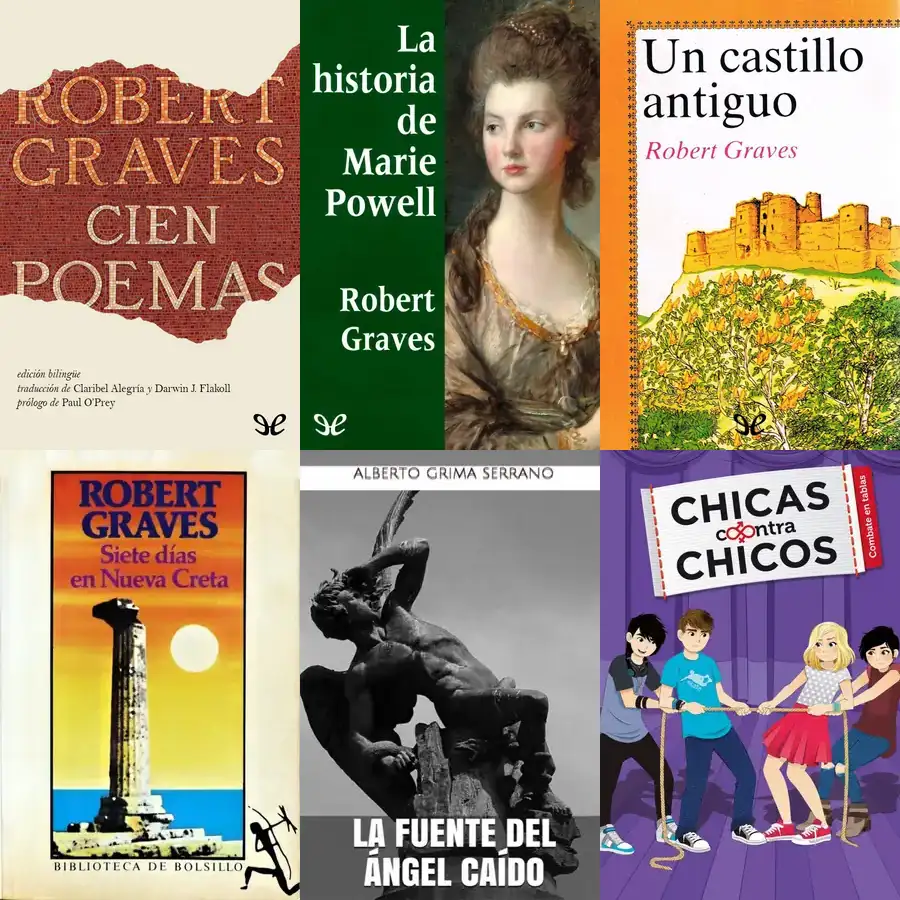 ROBERT
GRAVES
CIEN
POEMAS
edición bilingüe
traducción de Claribel Alegría y Darwin J. Flakoll
prólogo de Paul O'Prey
La
historia
de
Marie
Powell
Robert
Graves
Un castillo
antiguo
Robert Graves
ROBERT
GRAVES
Siete días
en Nueva Creta
BIBLIOTECA DE BOLSILLO
ALBERTO GRIMA SERRANO
LA FUENTE DEL
ÁNGEL CAÍDO
CHICAS
contra
CHICOS
Combate en tablas